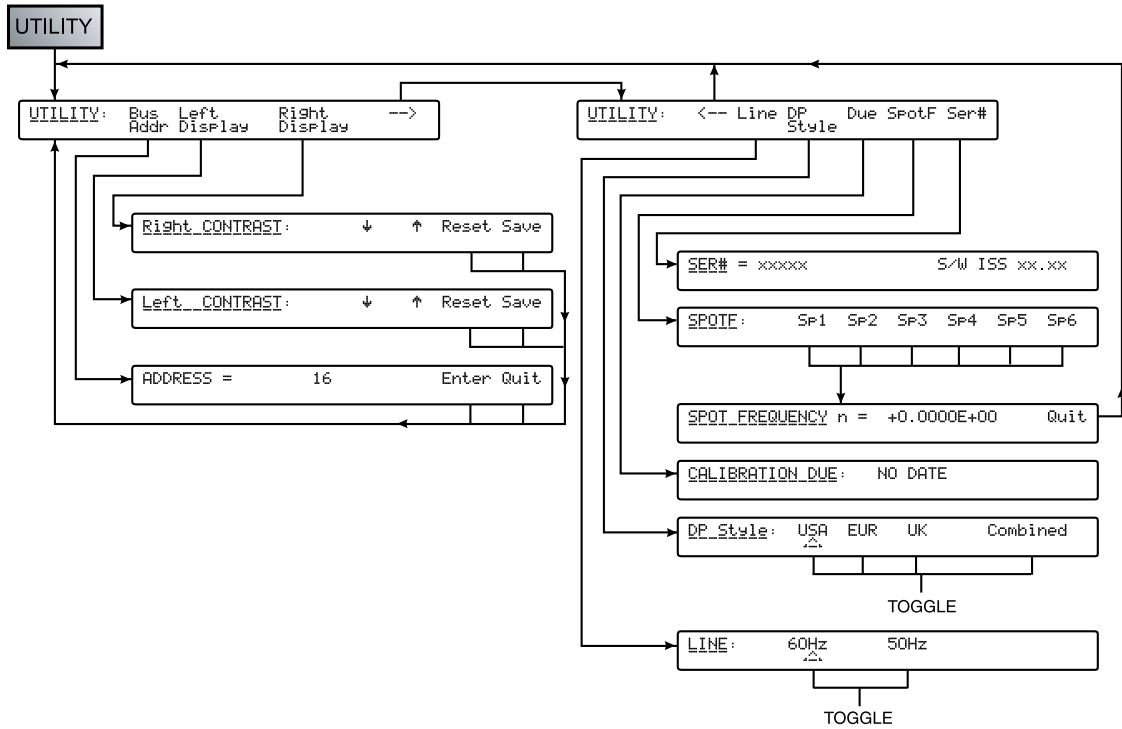 UTILITY
UTILITY: Bus Left Right -->
Addr Display Display
UTILITY: <-- Line DP Due SpotF Ser#
Style
Right CONTRAST: ↓ ↑ Reset Save
Left CONTRAST: ↓ ↑ Reset Save
ADDRESS = 16 Enter Quit
SER# = xxxxx S/W ISS xx.xx
SPOTF: Sp1 Sp2 Sp3 Sp4 Sp5 Sp6
SPOT FREQUENCY n = +0.0000E+00 Quit
CALIBRATION DUE: NO DATE
DP Style: USA EUR UK Combined
TOGGLE
LINE: 60Hz 50Hz
TOGGLE